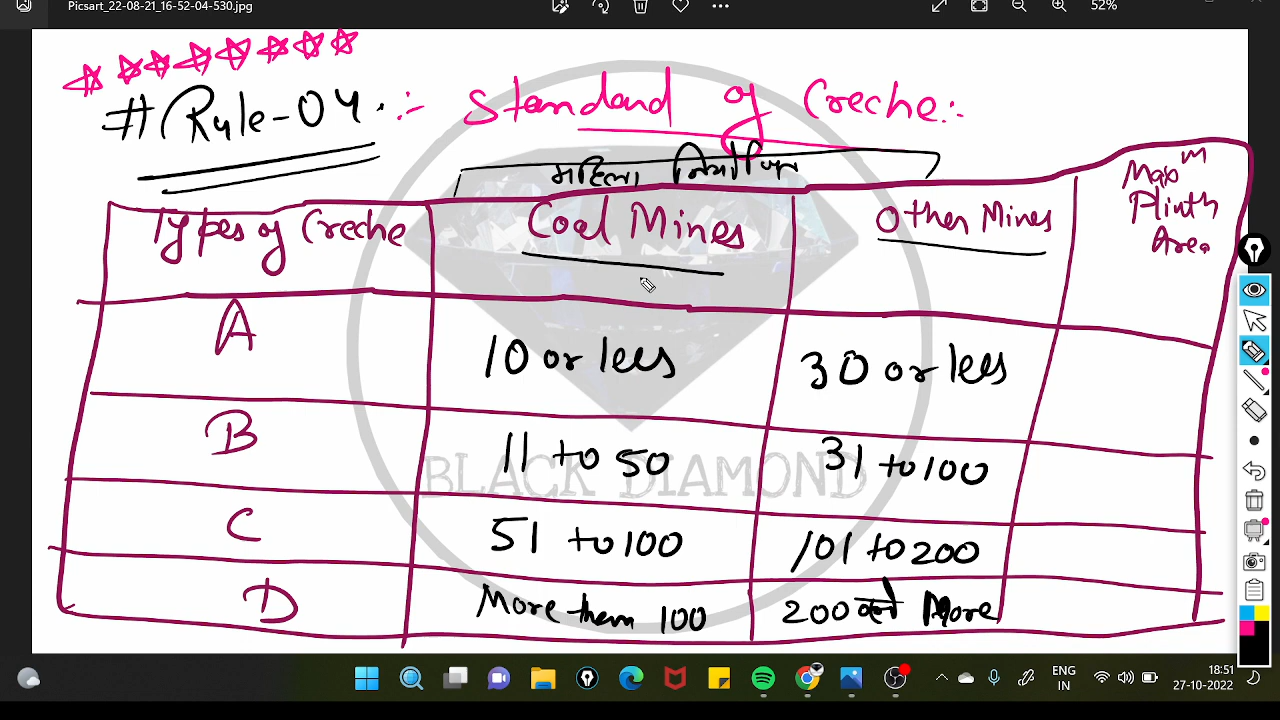 Picsart_22-08-21_16-52-04-530.jpg
52%
#Rule-04 :- Standard of Creche:-
महिला
Types of Creche Coal Mines Other Mines Max^m Plinth Area
A 10 or less 30 or less
B 11 to 50 31 to 100
C 51 to 100 101 to 200
D More than 100 200 More
BLACK DIAMOND
ENG IN
18:51
27-10-2022